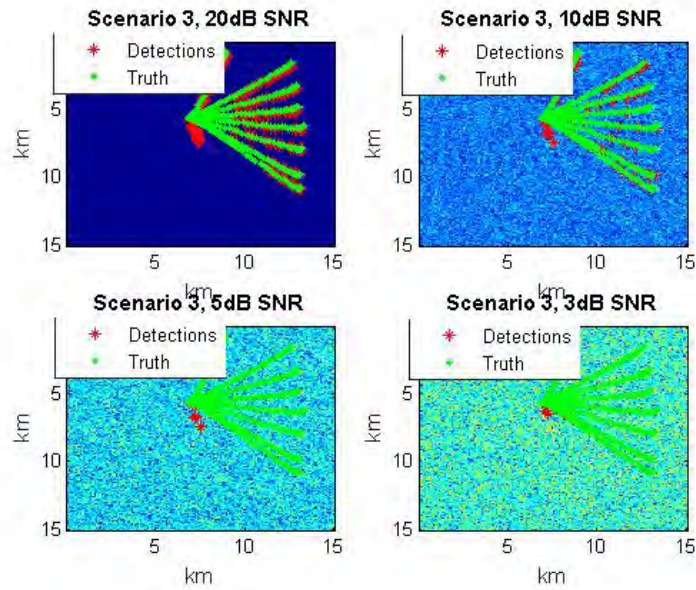 Scenario 3, 20dB SNR
Detections
Truth
5
10
15
km
5
10
15
km
Scenario 3, 10dB SNR
Detections
Truth
5
10
15
km
5
10
15
km
Scenario 3, 5dB SNR
Detections
Truth
5
10
15
km
5
10
15
km
Scenario 3, 3dB SNR
Detections
Truth
5
10
15
km
5
10
15
km